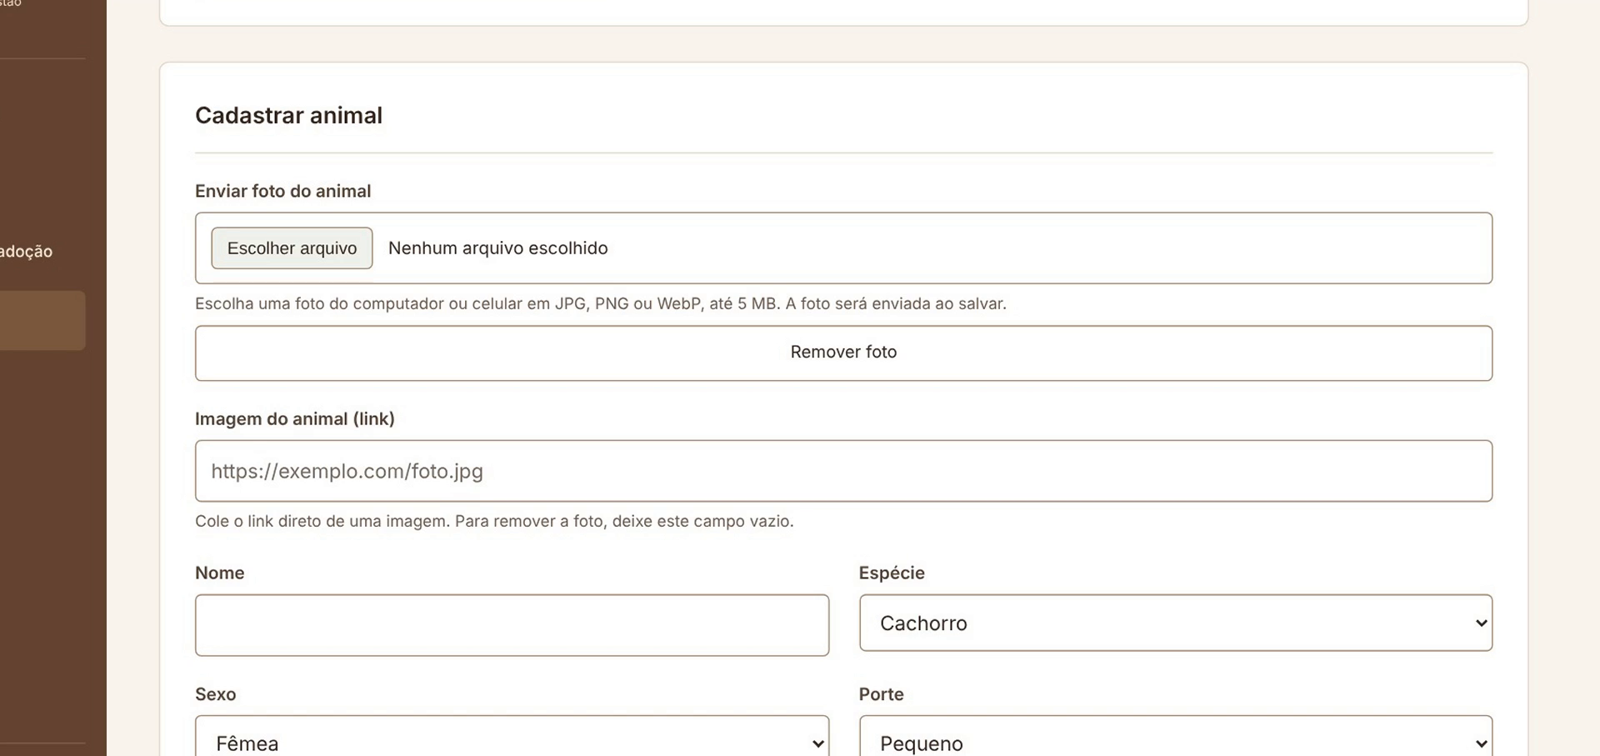 Cadastrar animal
Enviar foto do animal
Escolher arquivo Nenhum arquivo escolhido
Escolha uma foto do computador ou celular em JPG, PNG ou WebP, até 5 MB. A foto será enviada ao salvar.
adoção
Remover foto
Imagem do animal (link)
https://exemplo.com/foto.jpg
Cole o link direto de uma imagem. Para remover a foto, deixe este campo vazio.
Nome Espécie
Cachorro
Sexo Porte
Fêmea Pequeno